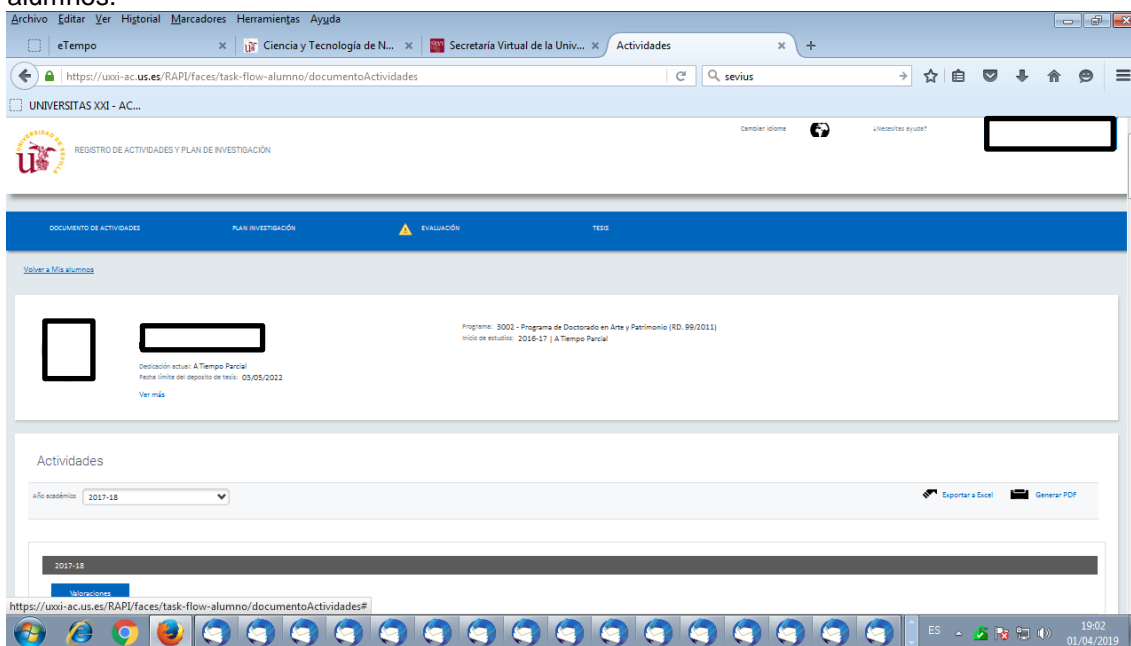 alumnos.
Archivo Editar Ver Historial Marcadores Herramientas Ayuda
eTempo × Ciencia y Tecnología de N... × Secretaría Virtual de la Univ... × Actividades × +
https://uxxi-ac.us.es/RAPI/faces/task-flow-alumno/documentoActividades sevius
UNIVERSITAS XXI - AC...
Cambiar idioma ¿Necesitas ayuda?
REGISTRO DE ACTIVIDADES Y PLAN DE INVESTIGACIÓN
DOCUMENTO DE ACTIVIDADES PLAN INVESTIGACIÓN EVALUACIÓN TESIS
Volver a Mis alumnos
Programa: 3002 - Programa de Doctorado en Arte y Patrimonio (RD. 99/2011)
Inicio de estudios: 2016-17 | A Tiempo Parcial
Dedicación actual: A Tiempo Parcial
Fecha límite del deposito de tesis: 03/05/2022
Ver más
Actividades
Año académico 2017-18 Exportar a Excel Generar PDF
2017-18
Valoraciones
https://uxxi-ac.us.es/RAPI/faces/task-flow-alumno/documentoActividades#
ES 19:02
01/04/2019